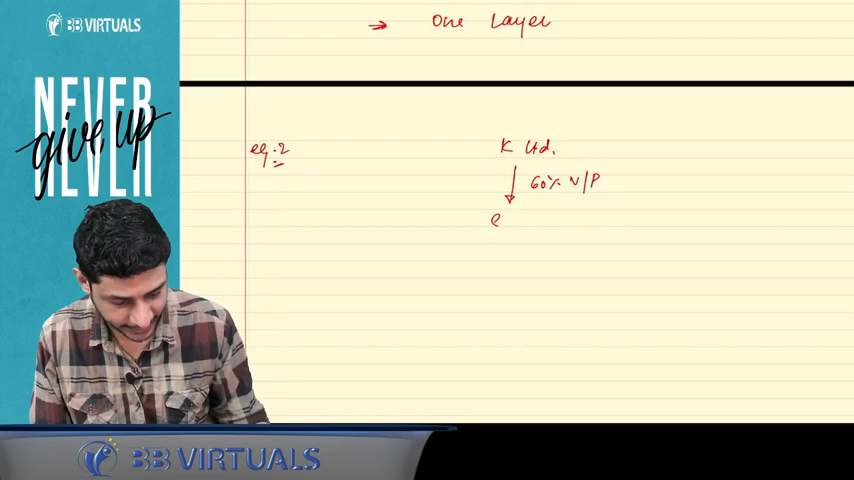 BB VIRTUALS
NEVER
give up
NEVER
→ One Layer
eg.2
K Ltd.
60% V/P
e
BB VIRTUALS